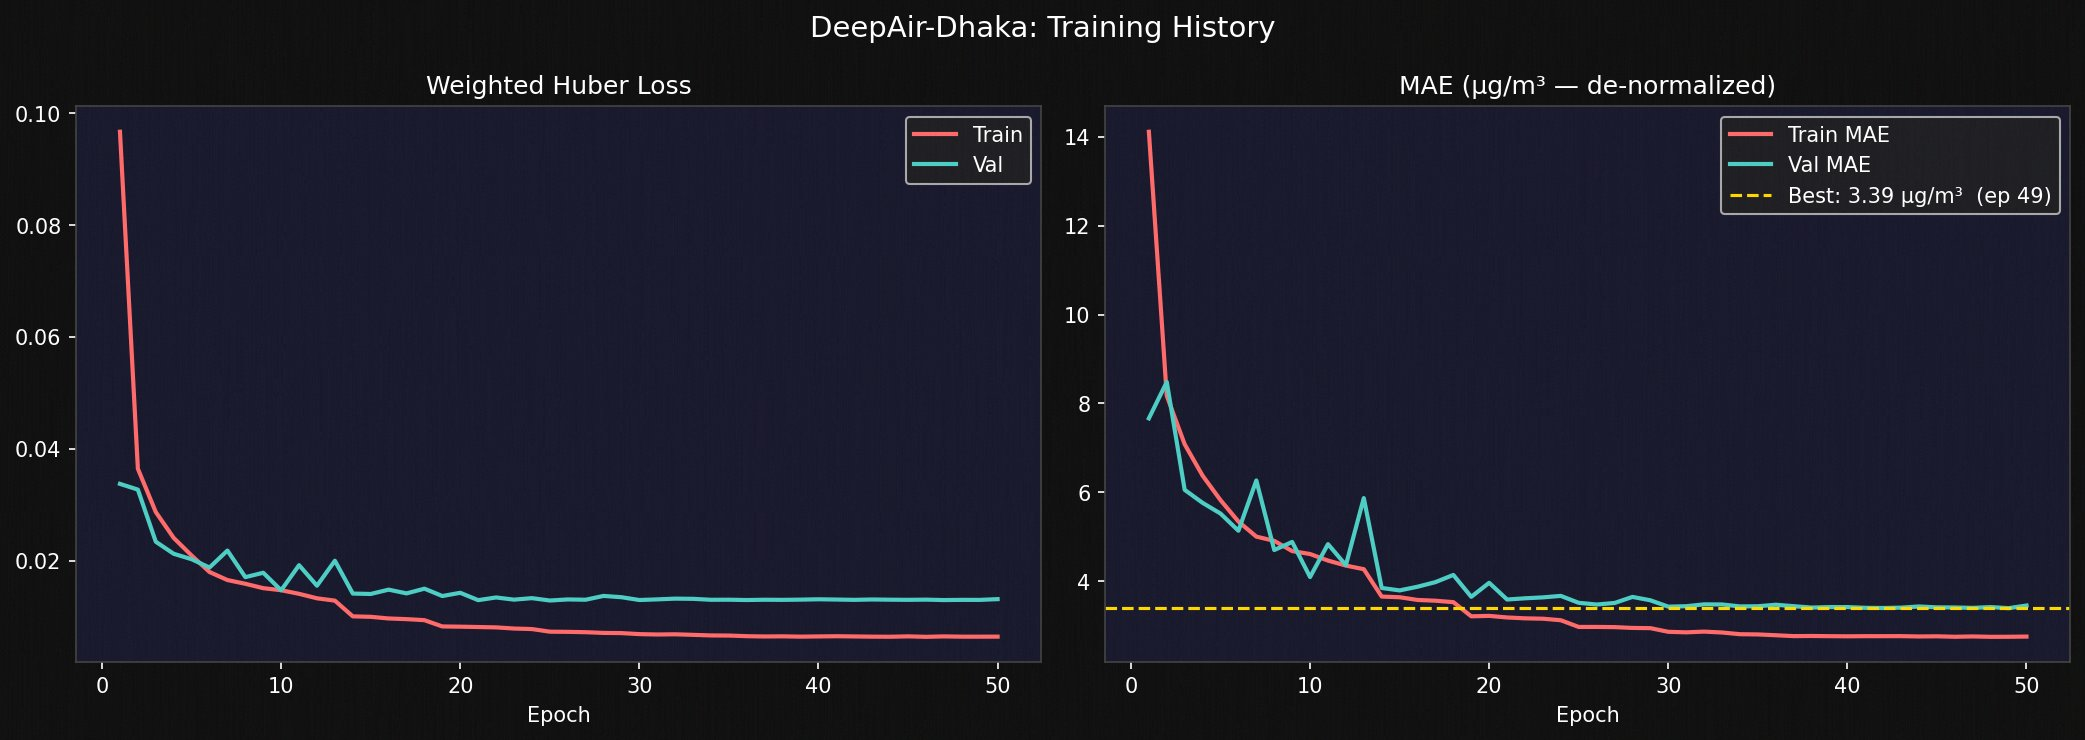 DeepAir-Dhaka: Training History
Weighted Huber Loss
0.10
0.08
0.06
0.04
0.02
0
10
20
30
40
50
Epoch
Train
Val
MAE (µg/m³ — de-normalized)
14
12
10
8
6
4
0
10
20
30
40
50
Epoch
Train MAE
Val MAE
Best: 3.39 µg/m³ (ep 49)